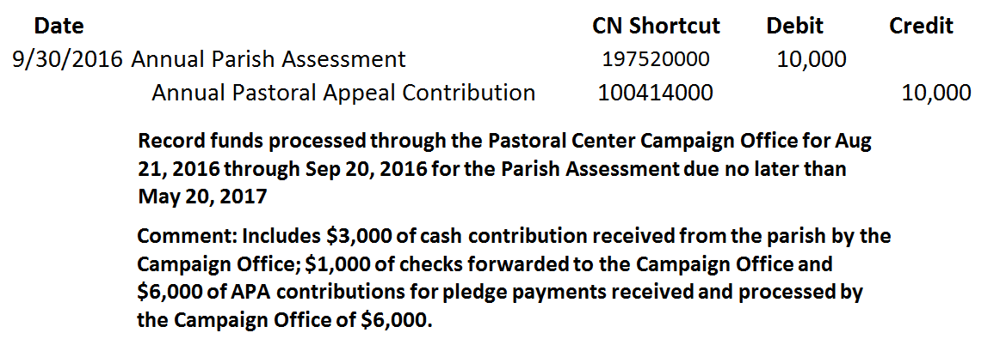 Date CN Shortcut Debit Credit
9/30/2016 Annual Parish Assessment 197520000 10,000
Annual Pastoral Appeal Contribution 100414000 10,000
Record funds processed through the Pastoral Center Campaign Office for Aug
21, 2016 through Sep 20, 2016 for the Parish Assessment due no later than
May 20, 2017
Comment: Includes $3,000 of cash contribution received from the parish by the
Campaign Office; $1,000 of checks forwarded to the Campaign Office and
$6,000 of APA contributions for pledge payments received and processed by
the Campaign Office of $6,000.